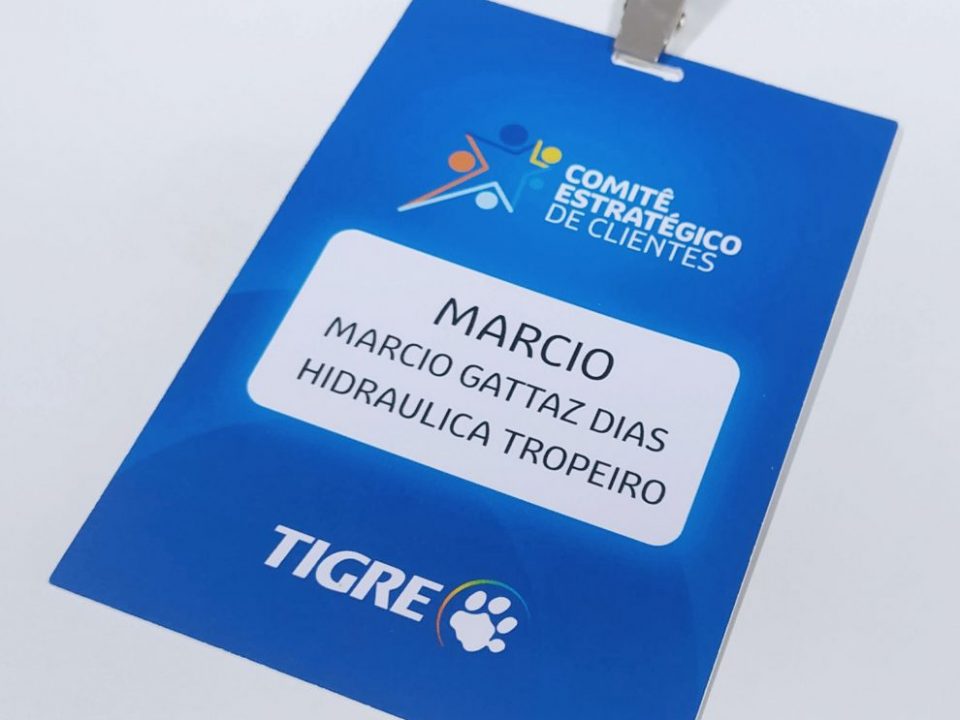 COMITÊ
ESTRATÉGICO
DE CLIENTES
MARCIO
MARCIO GATTAZ DIAS
HIDRAULICA TROPEIRO
TIGRE